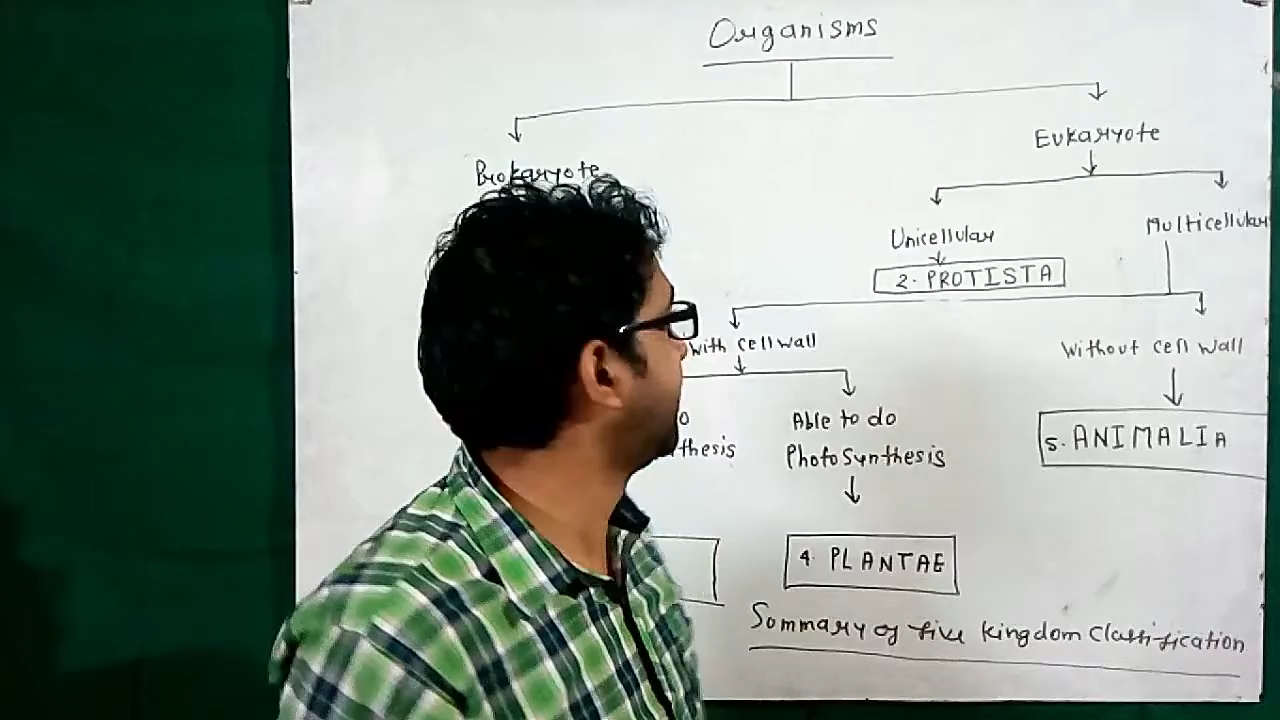 Organisms
Prokaryote
Eukaryote
Unicellular
Multicellular
2. PROTISTA
with cell wall
Without cell wall
Able to do
Photosynthesis
5. ANIMALIA
4. PLANTAE
Summary of five kingdom Classification